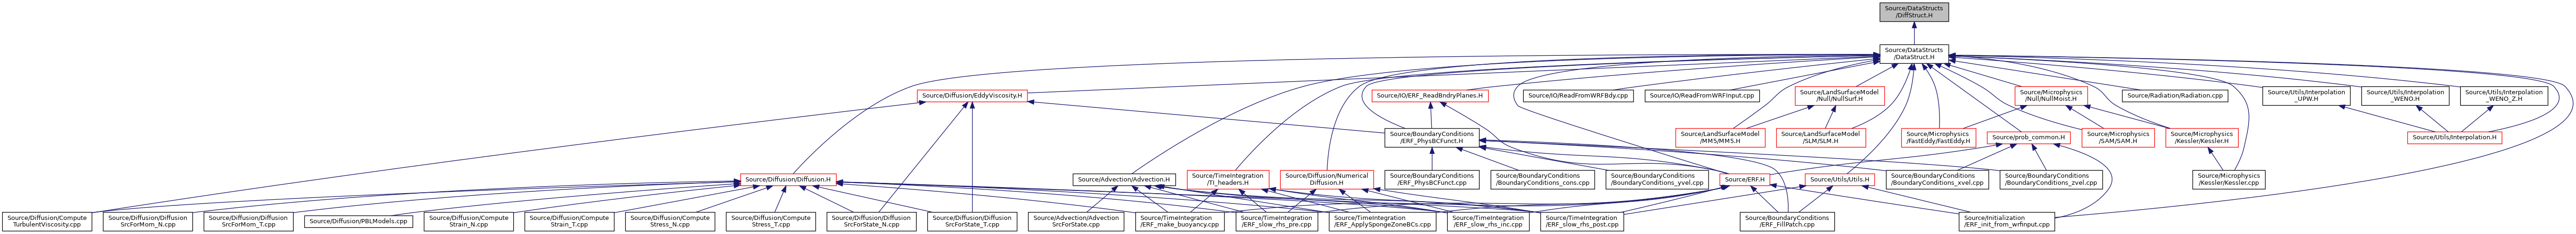 Source/DataStructs
/DiffStruct.H
Source/DataStructs
/DataStruct.H
Source/Diffusion/EddyViscosity.H
Source/IO/ERF_ReadBndryPlanes.H
Source/IO/ReadFromWRFBdy.cpp
Source/IO/ReadFromWRFInput.cpp
Source/LandSurfaceModel
/Null/NullSurf.H
Source/Microphysics
/Null/NullMoist.H
Source/Radiation/Radiation.cpp
Source/Utils/Interpolation
_UPW.H
Source/Utils/Interpolation
_WENO.H
Source/Utils/Interpolation
_WENO_Z.H
Source/BoundaryConditions
/ERF_PhysBCFunct.H
Source/LandSurfaceModel
/MM5/MM5.H
Source/LandSurfaceModel
/SLM/SLM.H
Source/Microphysics
/FastEddy/FastEddy.H
Source/prob_common.H
Source/Microphysics
/SAM/SAM.H
Source/Microphysics
/Kessler/Kessler.H
Source/Utils/Interpolation.H
Source/Diffusion/Diffusion.H
Source/Advection/Advection.H
Source/TimeIntegration
/TI_headers.H
Source/Diffusion/Numerical
Diffusion.H
Source/BoundaryConditions
/ERF_PhysBCFunct.cpp
Source/BoundaryConditions
/BoundaryConditions_cons.cpp
Source/BoundaryConditions
/BoundaryConditions_yvel.cpp
Source/ERF.H
Source/Utils/Utils.H
Source/BoundaryConditions
/BoundaryConditions_xvel.cpp
Source/BoundaryConditions
/BoundaryConditions_zvel.cpp
Source/Microphysics
/Kessler/Kessler.cpp
Source/Diffusion/Compute
TurbulentViscosity.cpp
Source/Diffusion/Diffusion
SrcForMom_N.cpp
Source/Diffusion/Diffusion
SrcForMom_T.cpp
Source/Diffusion/PBLModels.cpp
Source/Diffusion/Compute
Strain_N.cpp
Source/Diffusion/Compute
Strain_T.cpp
Source/Diffusion/Compute
Stress_N.cpp
Source/Diffusion/Compute
Stress_T.cpp
Source/Diffusion/Diffusion
SrcForState_N.cpp
Source/Diffusion/Diffusion
SrcForState_T.cpp
Source/Advection/Advection
SrcForState.cpp
Source/TimeIntegration
/ERF_make_buoyancy.cpp
Source/TimeIntegration
/ERF_slow_rhs_pre.cpp
Source/TimeIntegration
/ERF_ApplySpongeZoneBCs.cpp
Source/TimeIntegration
/ERF_slow_rhs_inc.cpp
Source/TimeIntegration
/ERF_slow_rhs_post.cpp
Source/BoundaryConditions
/ERF_FillPatch.cpp
Source/Initialization
/ERF_init_from_wrfinput.cpp